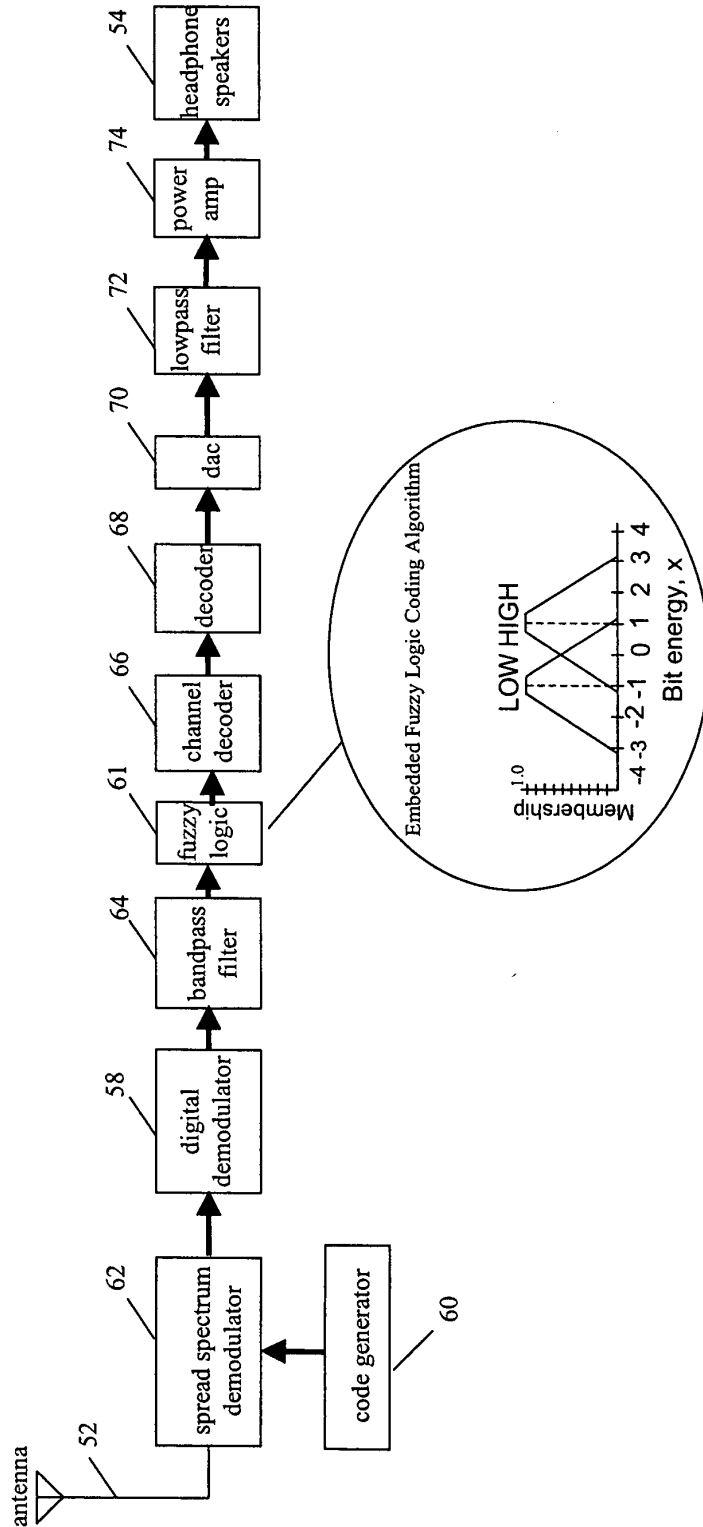 antenna
52
62
spread spectrum
demodulator
code generator
60
58
digital
demodulator
64
bandpass
filter
61
fuzzy
logic
66
channel
decoder
68
decoder
70
dac
72
lowpass
filter
74
power
amp
54
headphone
speakers
Embedded Fuzzy Logic Coding Algorithm
LOW HIGH
1.0
Membership
-4 -3 -2 -1 0 1 2 3 4
Bit energy, x